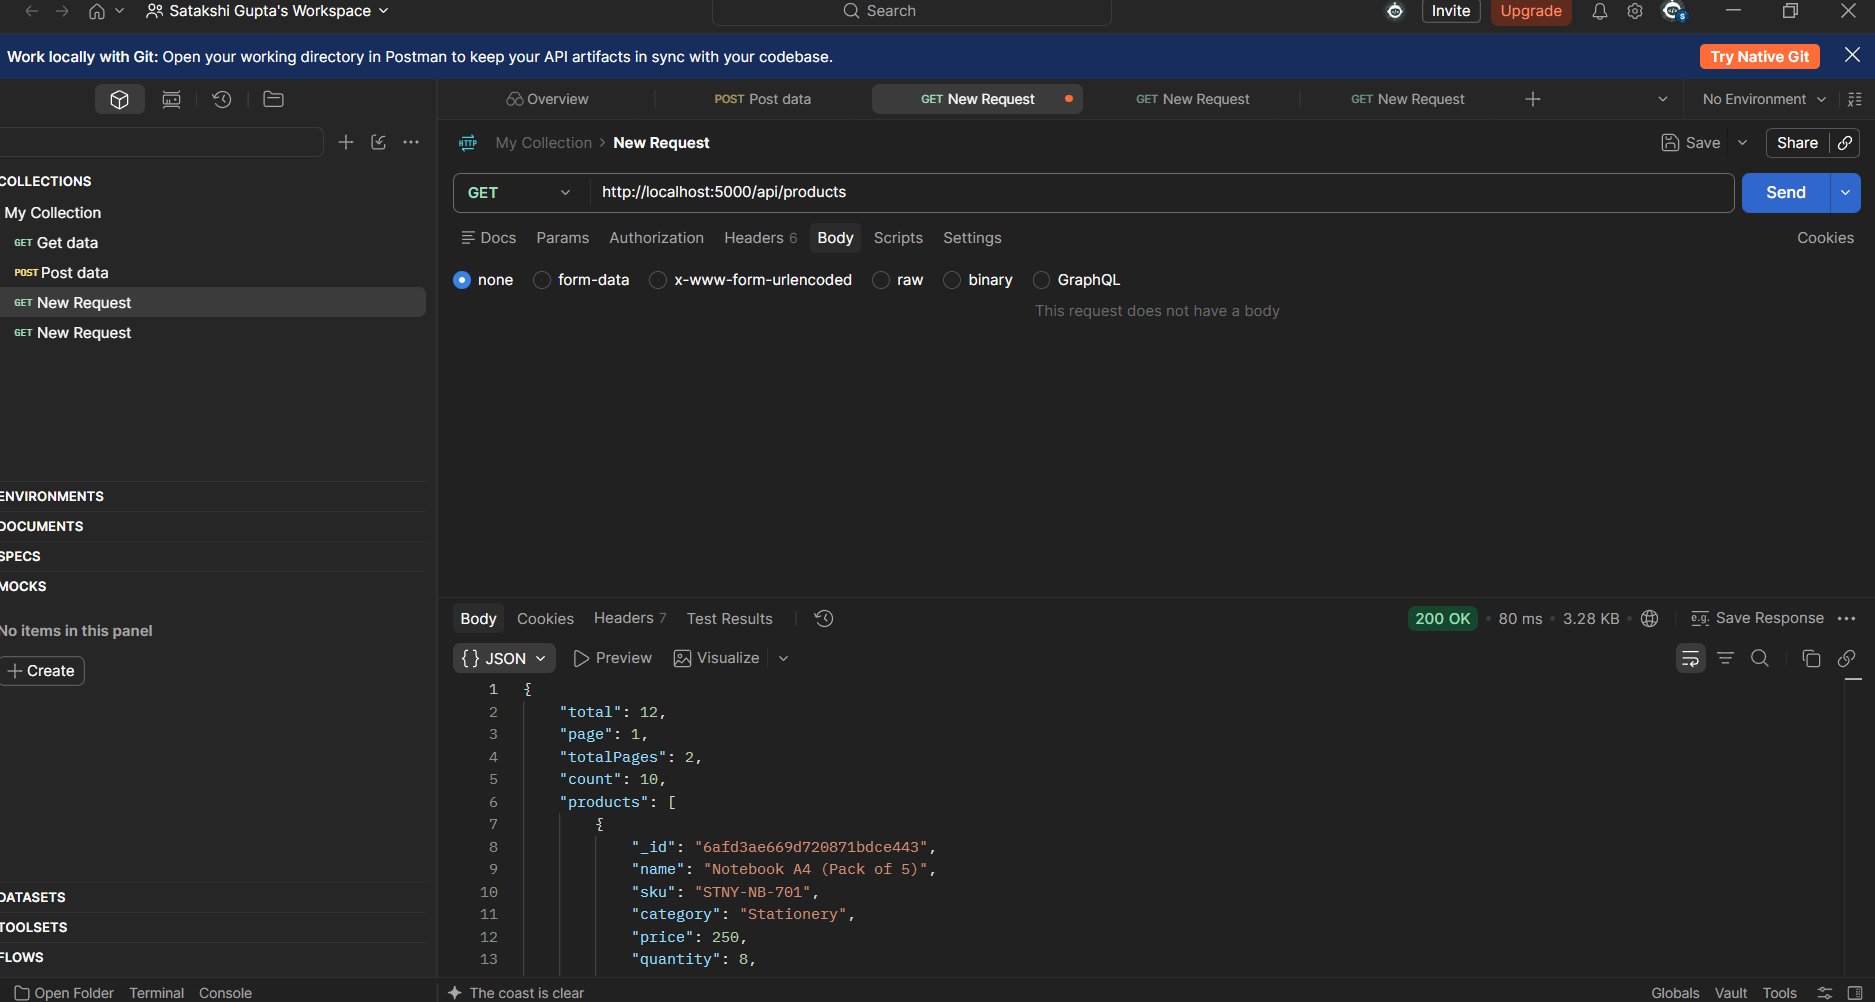 Satakshi Gupta's Workspace
Search
Invite
Upgrade
Work locally with Git: Open your working directory in Postman to keep your API artifacts in sync with your codebase.
Try Native Git
Overview
POST Post data
GET New Request
GET New Request
GET New Request
No Environment
HTTP My Collection > New Request
Save
Share
COLLECTIONS
My Collection
GET Get data
POST Post data
GET New Request
GET New Request
ENVIRONMENTS
DOCUMENTS
SPECS
MOCKS
No items in this panel
Create
DATASETS
TOOLSETS
FLOWS
GET http://localhost:5000/api/products
Send
Docs Params Authorization Headers 6 Body Scripts Settings
Cookies
none form-data x-www-form-urlencoded raw binary GraphQL
This request does not have a body
Body Cookies Headers 7 Test Results
200 OK • 80 ms • 3.28 KB
e.g. Save Response
{} JSON Preview Visualize
1 {
2 "total": 12,
3 "page": 1,
4 "totalPages": 2,
5 "count": 10,
6 "products": [
7 {
8 "_id": "6afd3ae669d720871bdce443",
9 "name": "Notebook A4 (Pack of 5)",
10 "sku": "STNY-NB-701",
11 "category": "Stationery",
12 "price": 250,
13 "quantity": 8,
Open Folder Terminal Console
The coast is clear
Globals Vault Tools